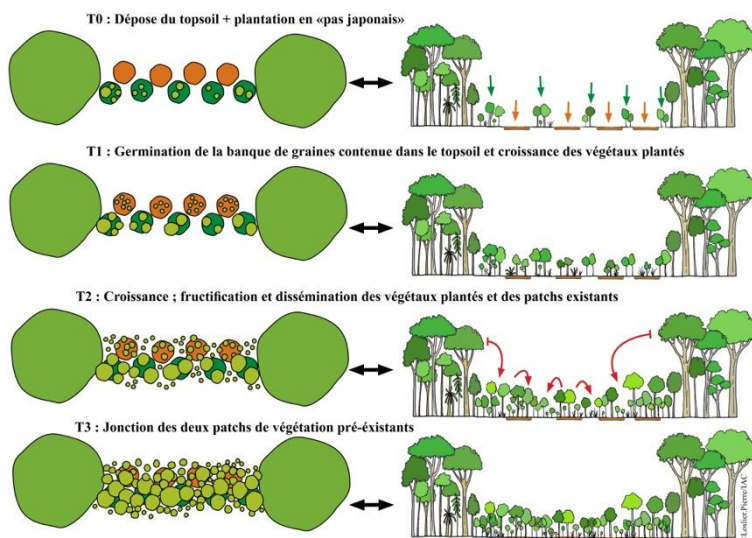 T0 : Dépose du topsoil + plantation en «pas japonais»
T1 : Germination de la banque de graines contenue dans le topsoil et croissance des végétaux plantés
T2 : Croissance ; fructification et dissémination des végétaux plantés et des patchs existants
T3 : Jonction des deux patchs de végétation pré-éxistants